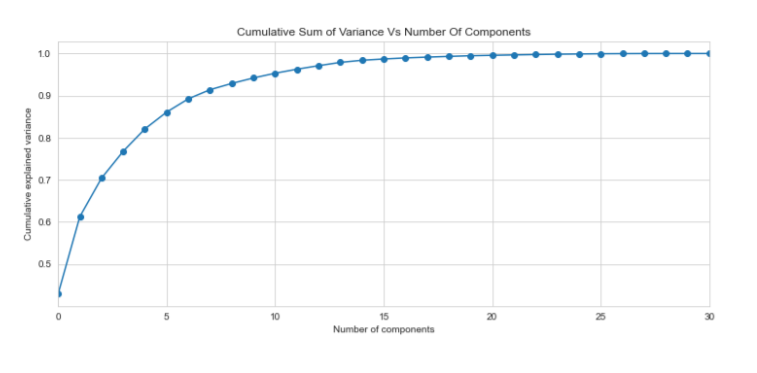 Cumulative Sum of Variance Vs Number Of Components
Cumulative explained variance
1.0
0.9
0.8
0.7
0.6
0.5
0 5 10 15 20 25 30
Number of components